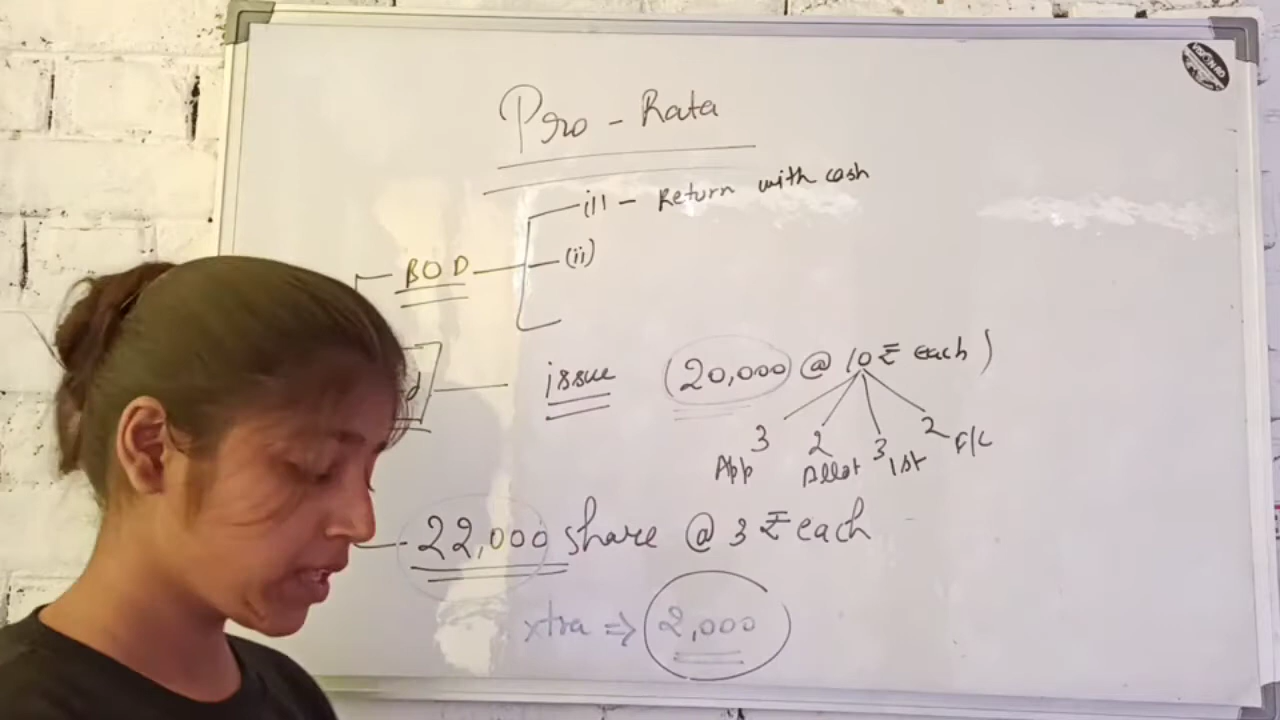 Pro - Rata
(i) - Return with cash
BOD
(ii)
issue 20,000 @ 10 ₹ each)
3 2 3 2
App Allot 1st F/C
22,000 share @ 3 ₹ each
xtra ⇒ 2,000